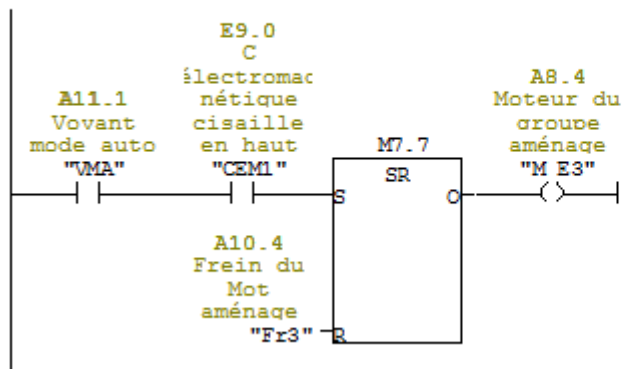 E9.0
C
électromac
nétique
cisaille
en haut
"CEM1"
A11.1
Voyant
mode auto
"VMA"
A8.4
Moteur du
groupe
aménage
"M E3"
M7.7
SR
S
Q
A10.4
Frein du
Mot
aménage
"Fr3"
R